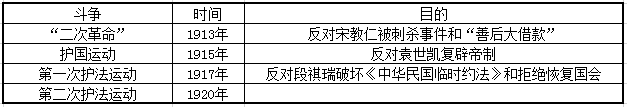 斗争 时间 目的
“二次革命” 1913年 反对宋教仁被刺杀事件和“善后大借款”
护国运动 1915年 反对袁世凯复辟帝制
第一次护法运动 1917年 反对段祺瑞破坏《中华民国临时约法》和拒绝恢复国会
第二次护法运动 1920年